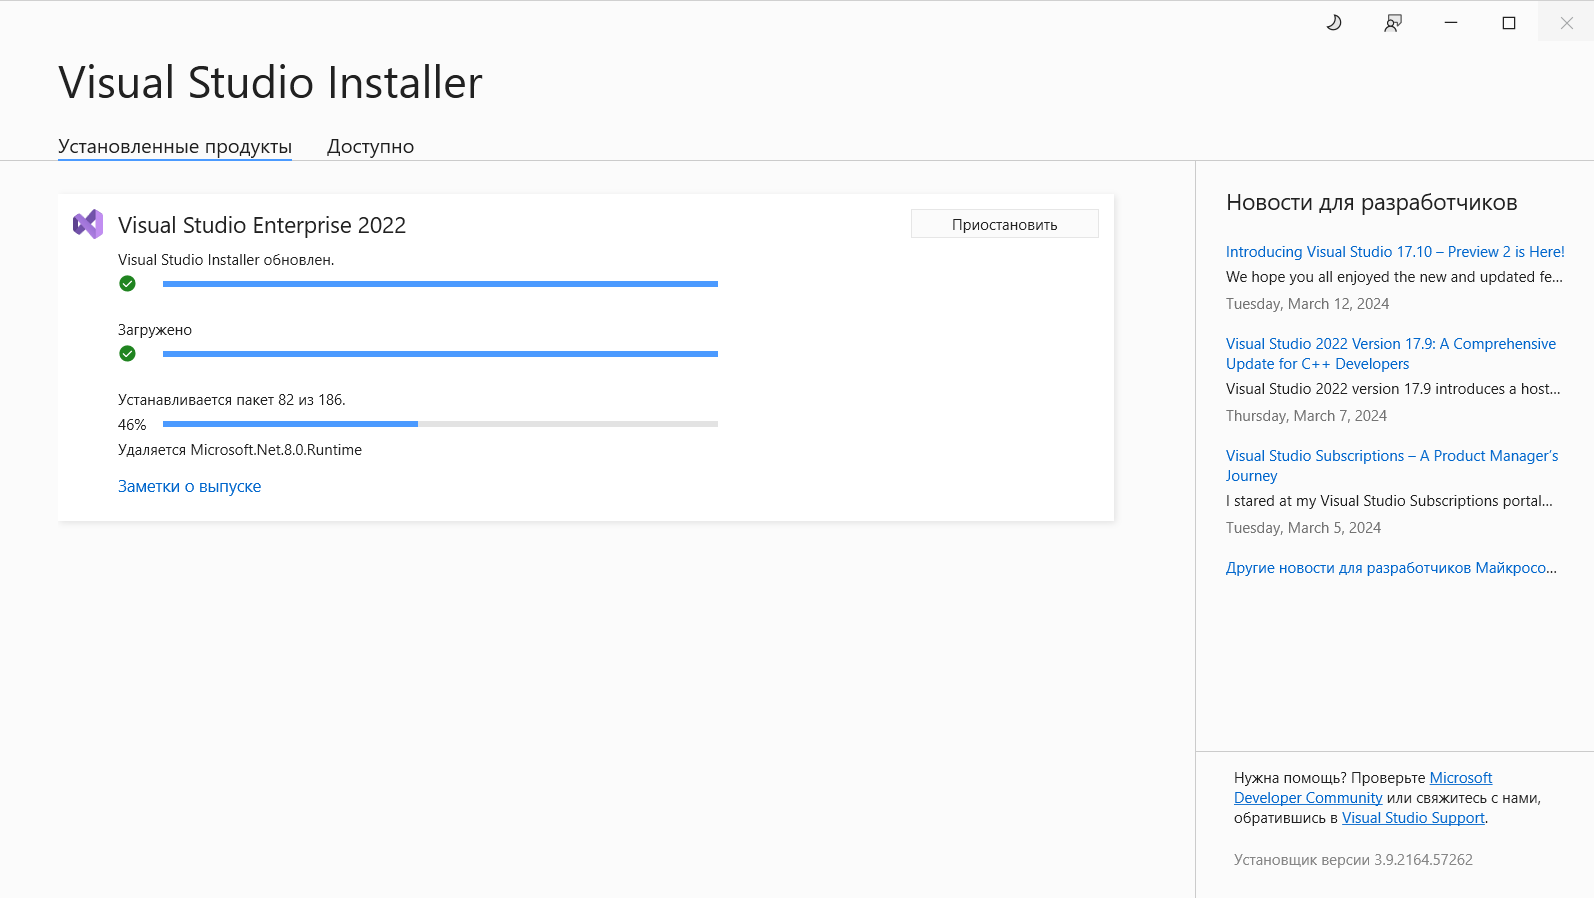 Visual Studio Installer
Установленные продукты
Доступно
Visual Studio Enterprise 2022
Приостановить
Visual Studio Installer обновлен.
Загружено
Устанавливается пакет 82 из 186.
46%
Удаляется Microsoft.Net.8.0.Runtime
Заметки о выпуске
Новости для разработчиков
Introducing Visual Studio 17.10 – Preview 2 is Here!
We hope you all enjoyed the new and updated fe...
Tuesday, March 12, 2024
Visual Studio 2022 Version 17.9: A Comprehensive
Update for C++ Developers
Visual Studio 2022 version 17.9 introduces a host...
Thursday, March 7, 2024
Visual Studio Subscriptions – A Product Manager’s
Journey
I stared at my Visual Studio Subscriptions portal...
Tuesday, March 5, 2024
Другие новости для разработчиков Майкросо...
Нужна помощь? Проверьте Microsoft
Developer Community или свяжитесь с нами,
обратившись в Visual Studio Support.
Установщик версии 3.9.2164.57262